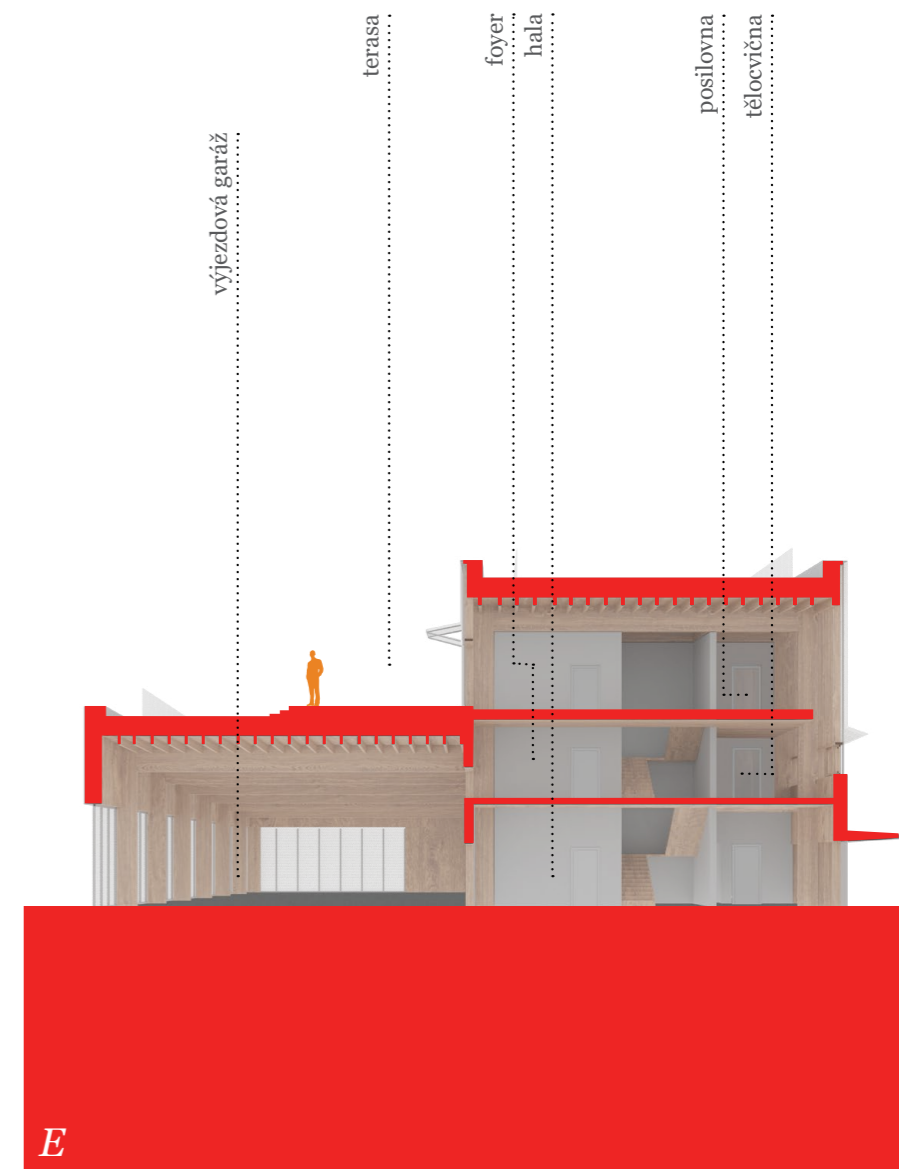 výjezdová garáž
terasa
foyer
hala
posilovna
tělocvična
E